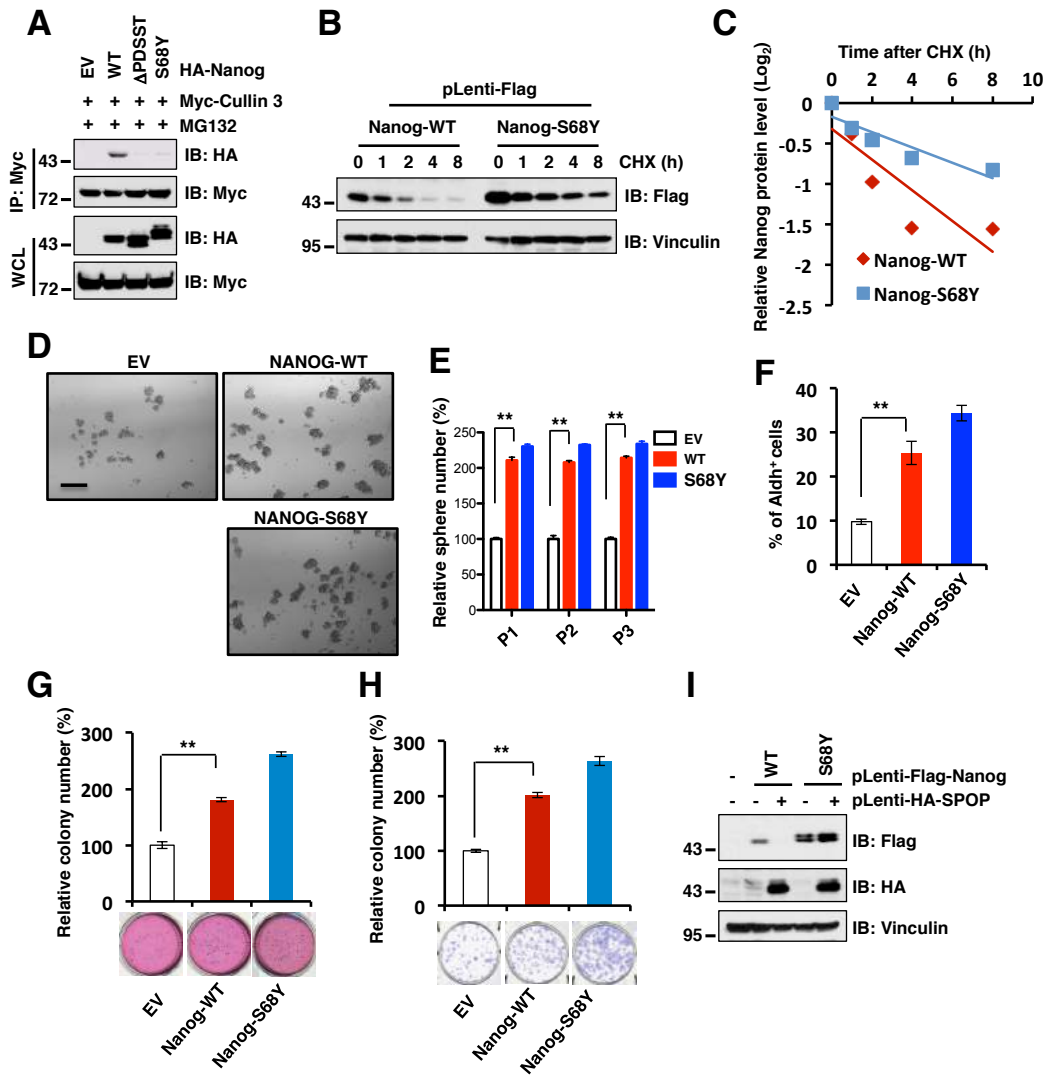 A
EV
WT
ΔPDSST
S68Y
HA-Nanog
+ + + + Myc-Cullin 3
+ + + + MG132
IP: Myc
43
IB: HA
72
IB: Myc
WCL
43
IB: HA
72
IB: Myc
B
pLenti-Flag
Nanog-WT Nanog-S68Y
0 1 2 4 8 0 1 2 4 8 CHX (h)
43
IB: Flag
95
IB: Vinculin
C
Time after CHX (h)
0 2 4 6 8 10
Relative Nanog protein level (Log2)
0
-0.5
-1
-1.5
-2
-2.5
Nanog-WT
Nanog-S68Y
D
EV
NANOG-WT
NANOG-S68Y
E
Relative sphere number (%)
250
200
150
100
50
0
** ** **
EV
WT
S68Y
P1 P2 P3
F
% of Aldh+ cells
40
30
20
10
0
**
EV
Nanog-WT
Nanog-S68Y
G
Relative colony number (%)
300
200
100
0
**
EV
Nanog-WT
Nanog-S68Y
H
Relative colony number (%)
300
200
100
0
**
EV
Nanog-WT
Nanog-S68Y
I
- WT S68Y pLenti-Flag-Nanog
- - + - + pLenti-HA-SPOP
43
IB: Flag
43
IB: HA
95
IB: Vinculin